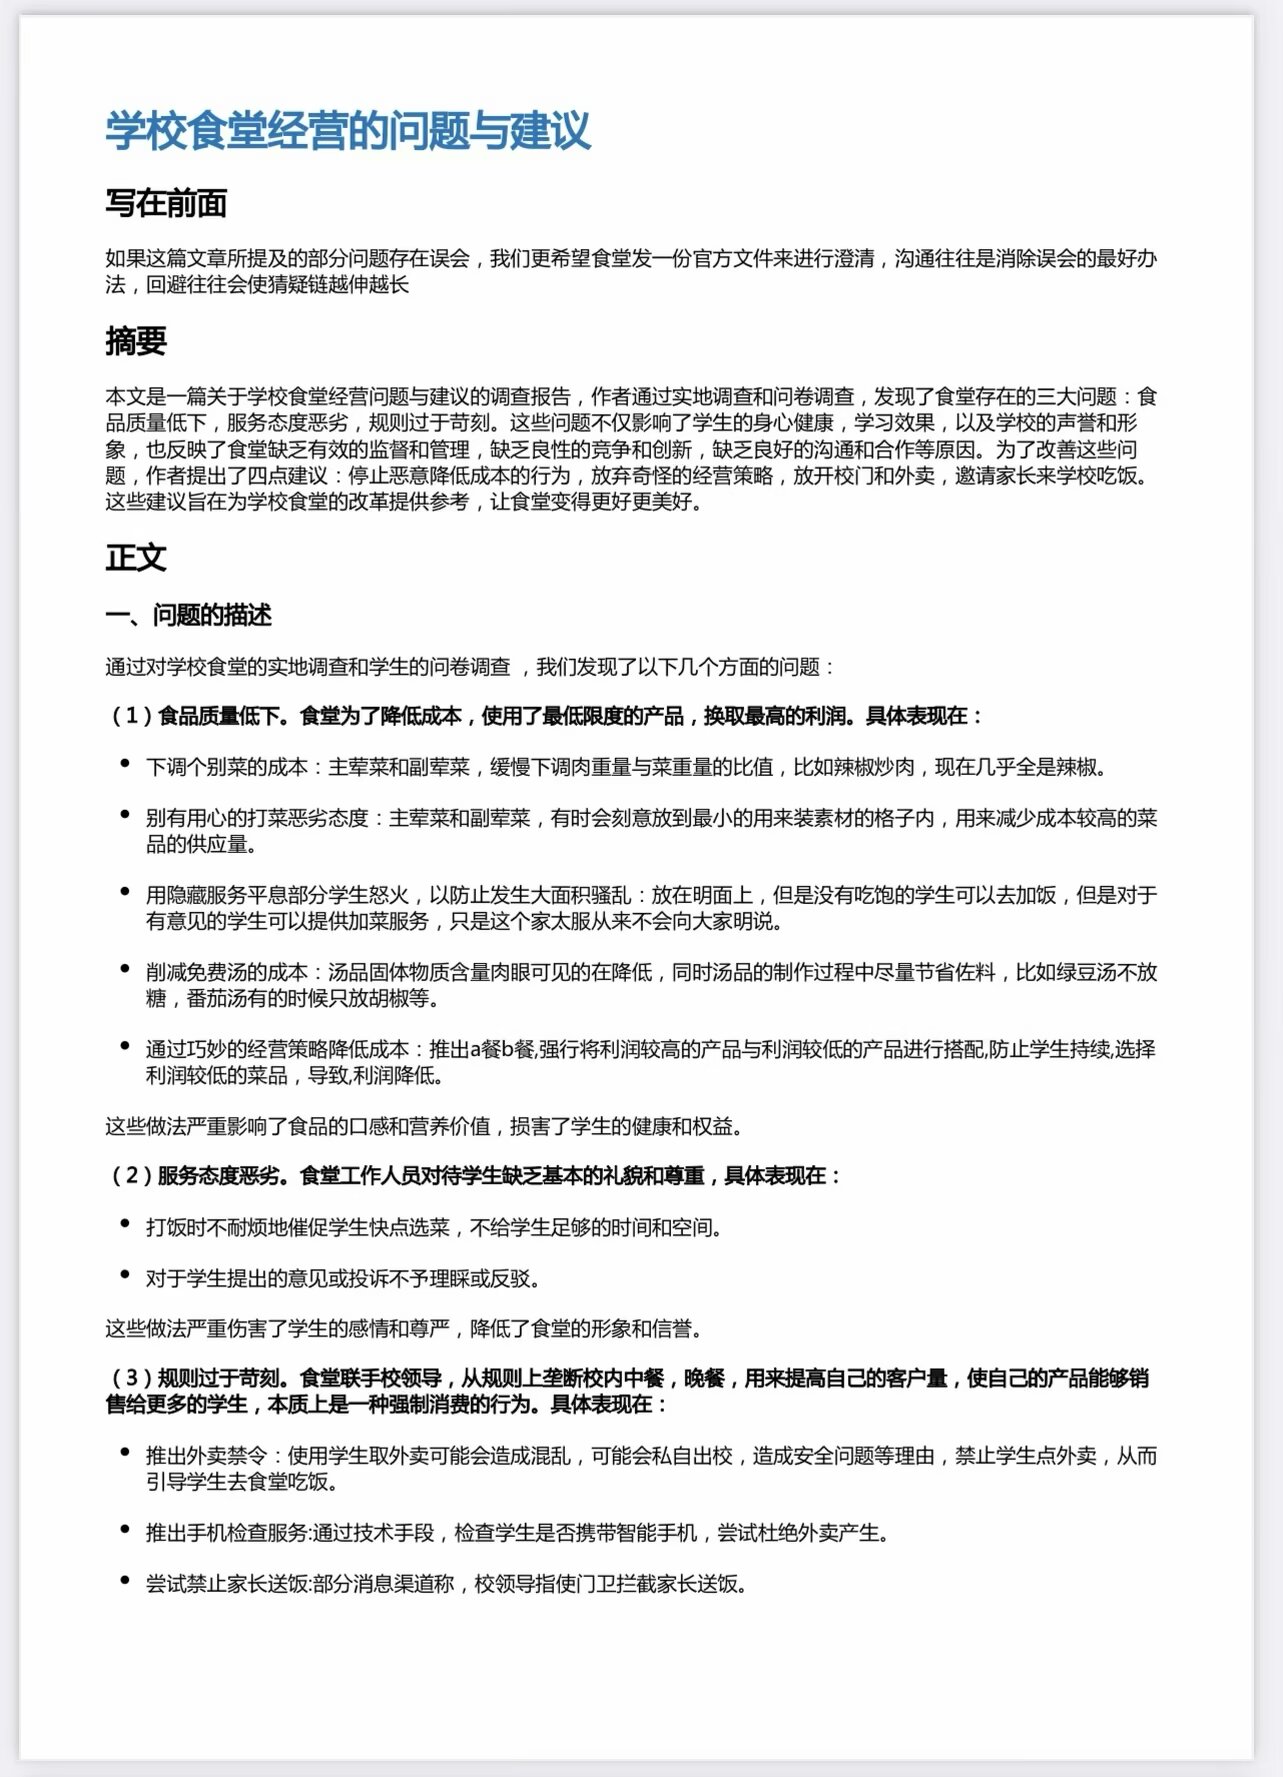 学校食堂经营的问题与建议
写在前面
如果这篇文章所提及的部分问题存在误会，我们更希望食堂发一份官方文件来进行澄清，沟通往往是消除误会的最好办
法，回避往往会使猜疑链越伸越长
摘要
本文是一篇关于学校食堂经营问题与建议的调查报告，作者通过实地调查和问卷调查，发现了食堂存在的三大问题：食
品质量低下，服务态度恶劣，规则过于苛刻。这些问题不仅影响了学生的身心健康，学习效果，以及学校的声誉和形
象，也反映了食堂缺乏有效的监督和管理，缺乏良性的竞争和创新，缺乏良好的沟通和合作等原因。为了改善这些问
题，作者提出了四点建议：停止恶意降低成本的行为，放弃奇怪的经营策略，放开校门和外卖，邀请家长来学校吃饭。
这些建议旨在为学校食堂的改革提供参考，让食堂变得更好更美好。
正文
一、问题的描述
通过对学校食堂的实地调查和学生的问卷调查 ，我们发现了以下几个方面的问题：
（1）食品质量低下。食堂为了降低成本，使用了最低限度的产品，换取最高的利润。具体表现在：
• 下调个别菜的成本：主荤菜和副荤菜，缓慢下调肉重量与菜重量的比值，比如辣椒炒肉，现在几乎全是辣椒。
• 别有用心的打菜恶劣态度：主荤菜和副荤菜，有时会刻意放到最小的用来装素材的格子内，用来减少成本较高的菜
品的供应量。
• 用隐藏服务平息部分学生怒火，以防止发生大面积骚乱：放在明面上，但是没有吃饱的学生可以去加饭，但是对于
有意见的学生可以提供加菜服务，只是这个家太服从来不会向大家明说。
• 削减免费汤的成本：汤品固体物质含量肉眼可见的在降低，同时汤品的制作过程中尽量节省佐料，比如绿豆汤不放
糖，番茄汤有的时候只放胡椒等。
• 通过巧妙的经营策略降低成本：推出a餐b餐,强行将利润较高的产品与利润较低的产品进行搭配,防止学生持续,选择
利润较低的菜品，导致,利润降低。
这些做法严重影响了食品的口感和营养价值，损害了学生的健康和权益。
（2）服务态度恶劣。食堂工作人员对待学生缺乏基本的礼貌和尊重，具体表现在：
• 打饭时不耐烦地催促学生快点选菜，不给学生足够的时间和空间。
• 对于学生提出的意见或投诉不予理睬或反驳。
这些做法严重伤害了学生的感情和尊严，降低了食堂的形象和信誉。
（3）规则过于苛刻。食堂联手校领导，从规则上垄断校内中餐，晚餐，用来提高自己的客户量，使自己的产品能够销
售给更多的学生，本质上是一种强制消费的行为。具体表现在：
• 推出外卖禁令：使用学生取外卖可能会造成混乱，可能会私自出校，造成安全问题等理由，禁止学生点外卖，从而
引导学生去食堂吃饭。
• 推出手机检查服务:通过技术手段，检查学生是否携带智能手机，尝试杜绝外卖产生。
• 尝试禁止家长送饭:部分消息渠道称，校领导指使门卫拦截家长送饭。